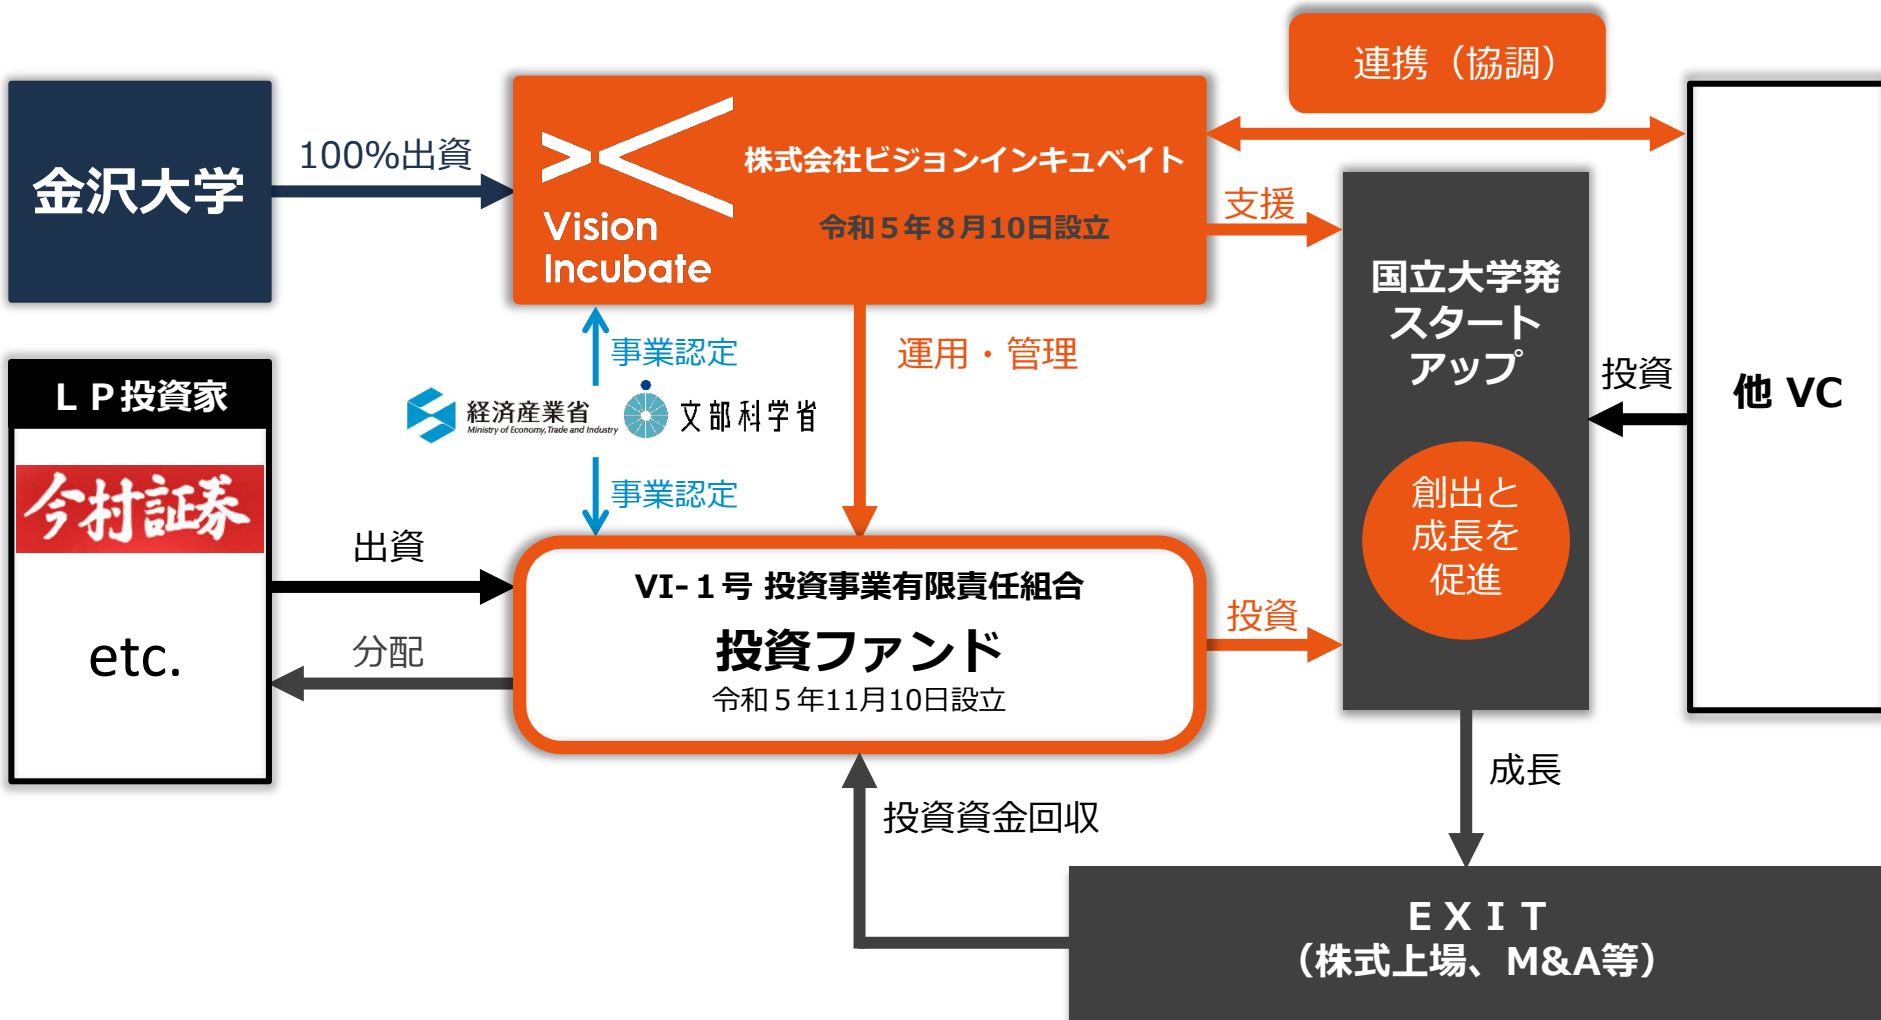 連携（協調）
金沢大学
100%出資
株式会社ビジョンインキュベイト
令和５年８月10日設立
Vision
Incubate
支援
国立大学発
スタート
アップ
創出と
成長を
促進
投資
他 VC
事業認定
運用・管理
経済産業省
Ministry of Economy, Trade and Industry
文部科学省
事業認定
ＬＰ投資家
今村証券
etc.
出資
分配
VI-１号 投資事業有限責任組合
投資ファンド
令和５年11月10日設立
投資
成長
投資資金回収
ＥＸＩＴ
（株式上場、M&A等）